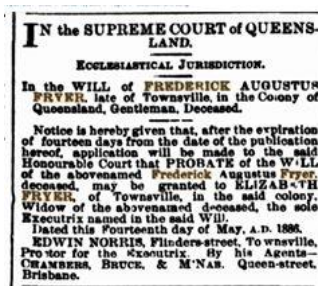 IN the SUPREME COURT of QUEENS-
LAND.
ECCLESIASTICAL JURISDICTION.
In the WILL of FREDERICK AUGUSTUS
FRYER, late of Townsville, in the Colony of
Queensland, Gentleman, Deceased.
Notice is hereby given that, after the expiration
of fourteen days from the date of the publication
hereof, application will be made to the said
Honourable Court that PROBATE of the WILL
of the abovenamed Frederick Augustus Fryer,
deceased, may be granted to ELIZABETH
FRYER, of Townsville, in the said colony,
Widow of the abovenamed deceased, the sole
Executrix named in the said Will.
Dated this Fourteenth day of May, A.D. 1886.
EDWIN NORRIS, Flinders-street, Townsville,
Proctor for the Executrix. By his Agents—
CHAMBERS, BRUCE, & M'NAB, Queen-street,
Brisbane.